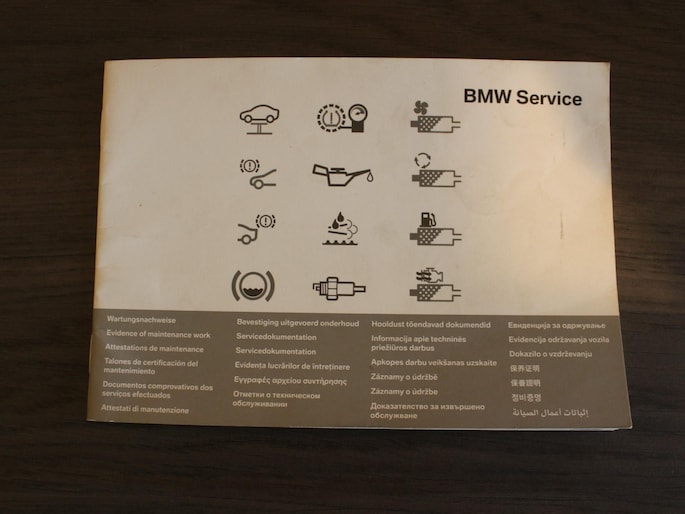 BMW Service
Wartungsnachweise
Evidence of maintenance work
Attestations de maintenance
Talones de certificación del
mantenimiento
Documentos comprovativos dos
serviços efectuados
Attestati di manutenzione
Bevestiging uitgevoerd onderhoud
Servicedokumentation
Servicedokumentation
Evidența lucrărilor de întreținere
Εγγραφές αρχείου συντήρησης
Отметки о техническом
обслуживании
Hooldust tõendavad dokumendid
Informacija apie techninės
priežiūros darbus
Apkopes darbu veikšanas uzskaite
Záznamy o údržbě
Záznamy o údržbe
Доказателство за извършено
обслужване
Евиденција за одржување
Evidencija održavanja vozila
Dokazilo o vzdrževanju
保养证明
保養證明
정비증명
إثباتات أعمال الصيانة